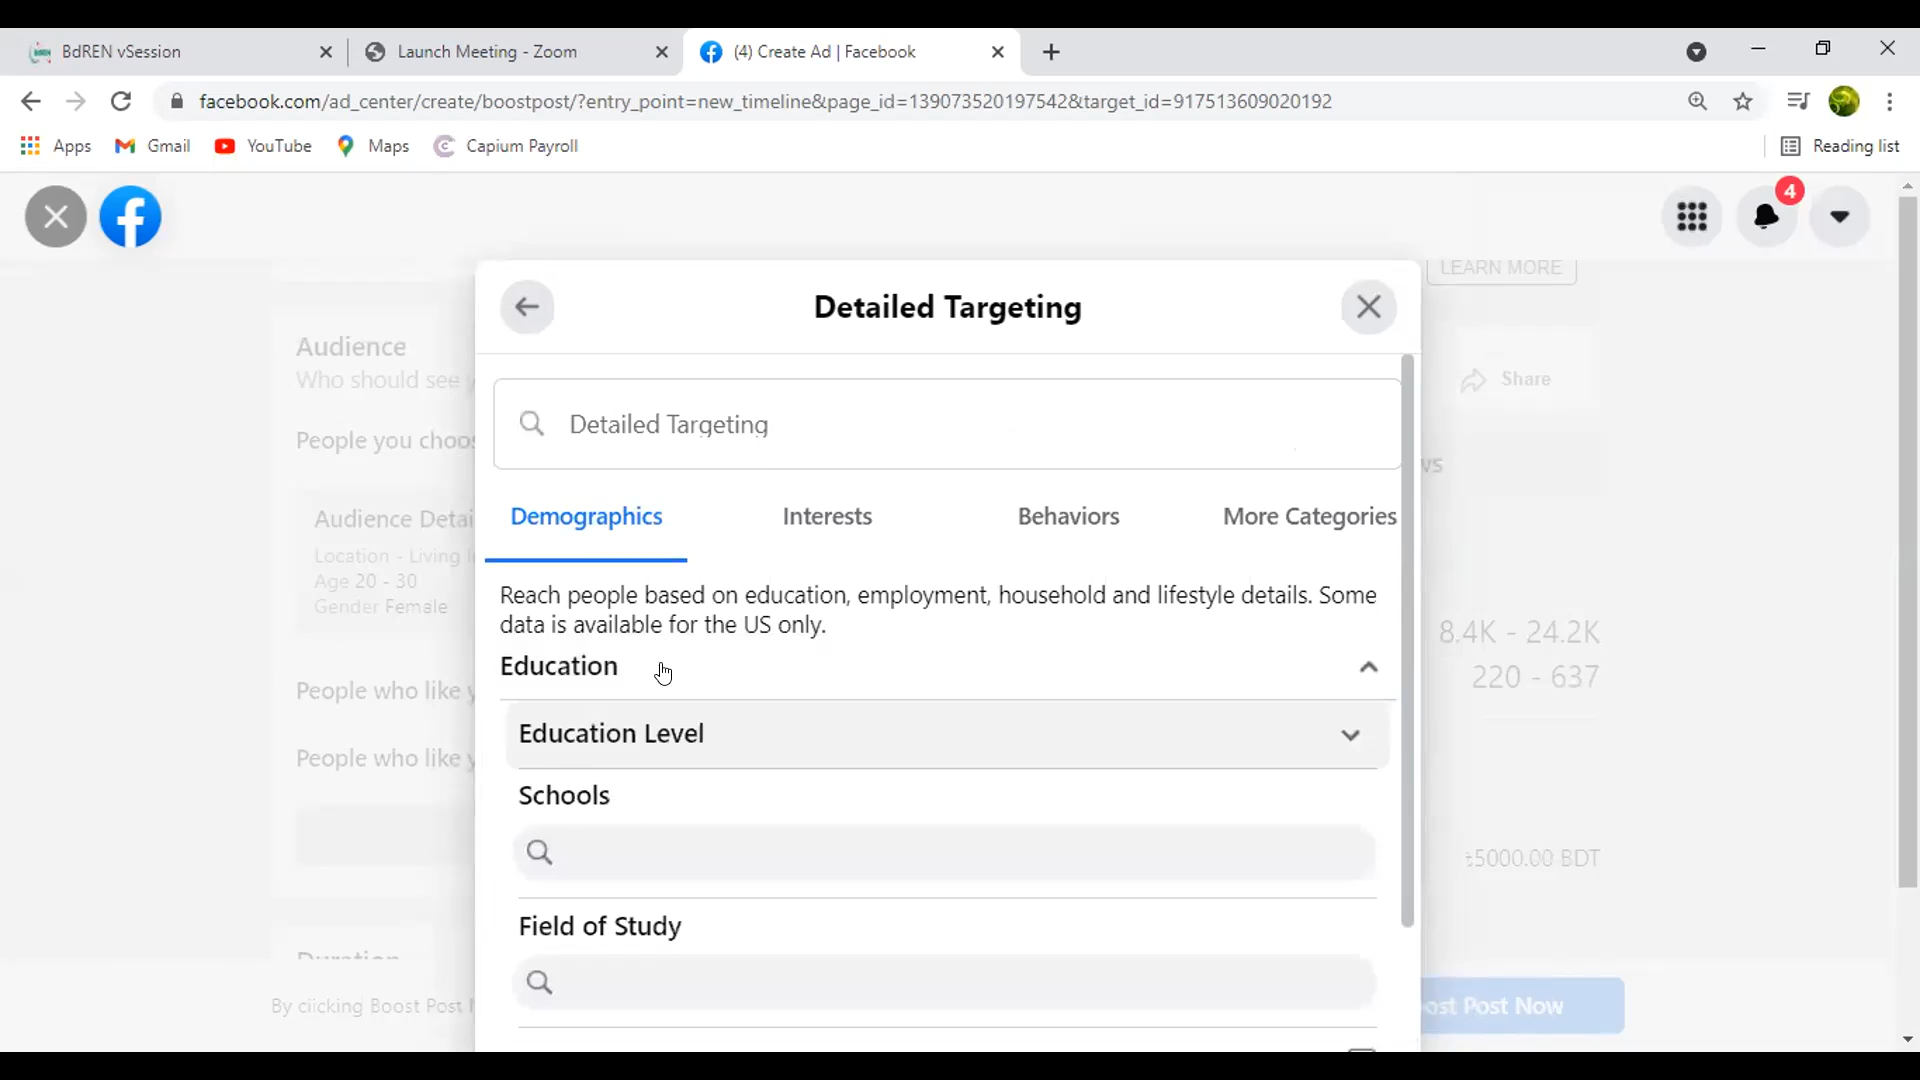 BdREN vSession
Launch Meeting - Zoom
(4) Create Ad | Facebook
facebook.com/ad_center/create/boostpost/?entry_point=new_timeline&page_id=139073520197542&target_id=917513609020192
Apps
Gmail
YouTube
Maps
Capium Payroll
Reading list
4
LEARN MORE
Detailed Targeting
Audience
Who should see
Share
Detailed Targeting
People you
Demographics
Interests
Behaviors
More Categories
Audience
Location - Living
Age 20 - 30
Gender Female
Reach people based on education, employment, household and lifestyle details. Some
data is available for the US only.
8.4K - 24.2K
Education
220 - 637
People who like
Education Level
People who like
Schools
৳5000.00 BDT
Field of Study
Duration
By clicking Boost Post
Post Now